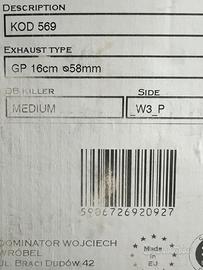 Description
KOD 569
Exhaust type
GP 16cm ⌀58mm
DB killer
Side
MEDIUM
_W3_P
5906726920927
DOMINATOR WOJCIECH
WRÓBEL
UL. BRACI DUDÓW 42
Made
in
EU